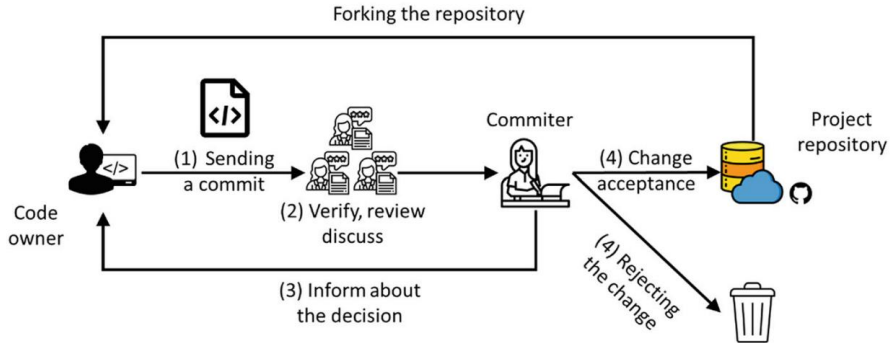 Forking the repository
Commiter
Project
repository
(1) Sending
a commit
(4) Change
acceptance
Code
owner
(2) Verify, review
discuss
(4) Rejecting
the change
(3) Inform about
the decision